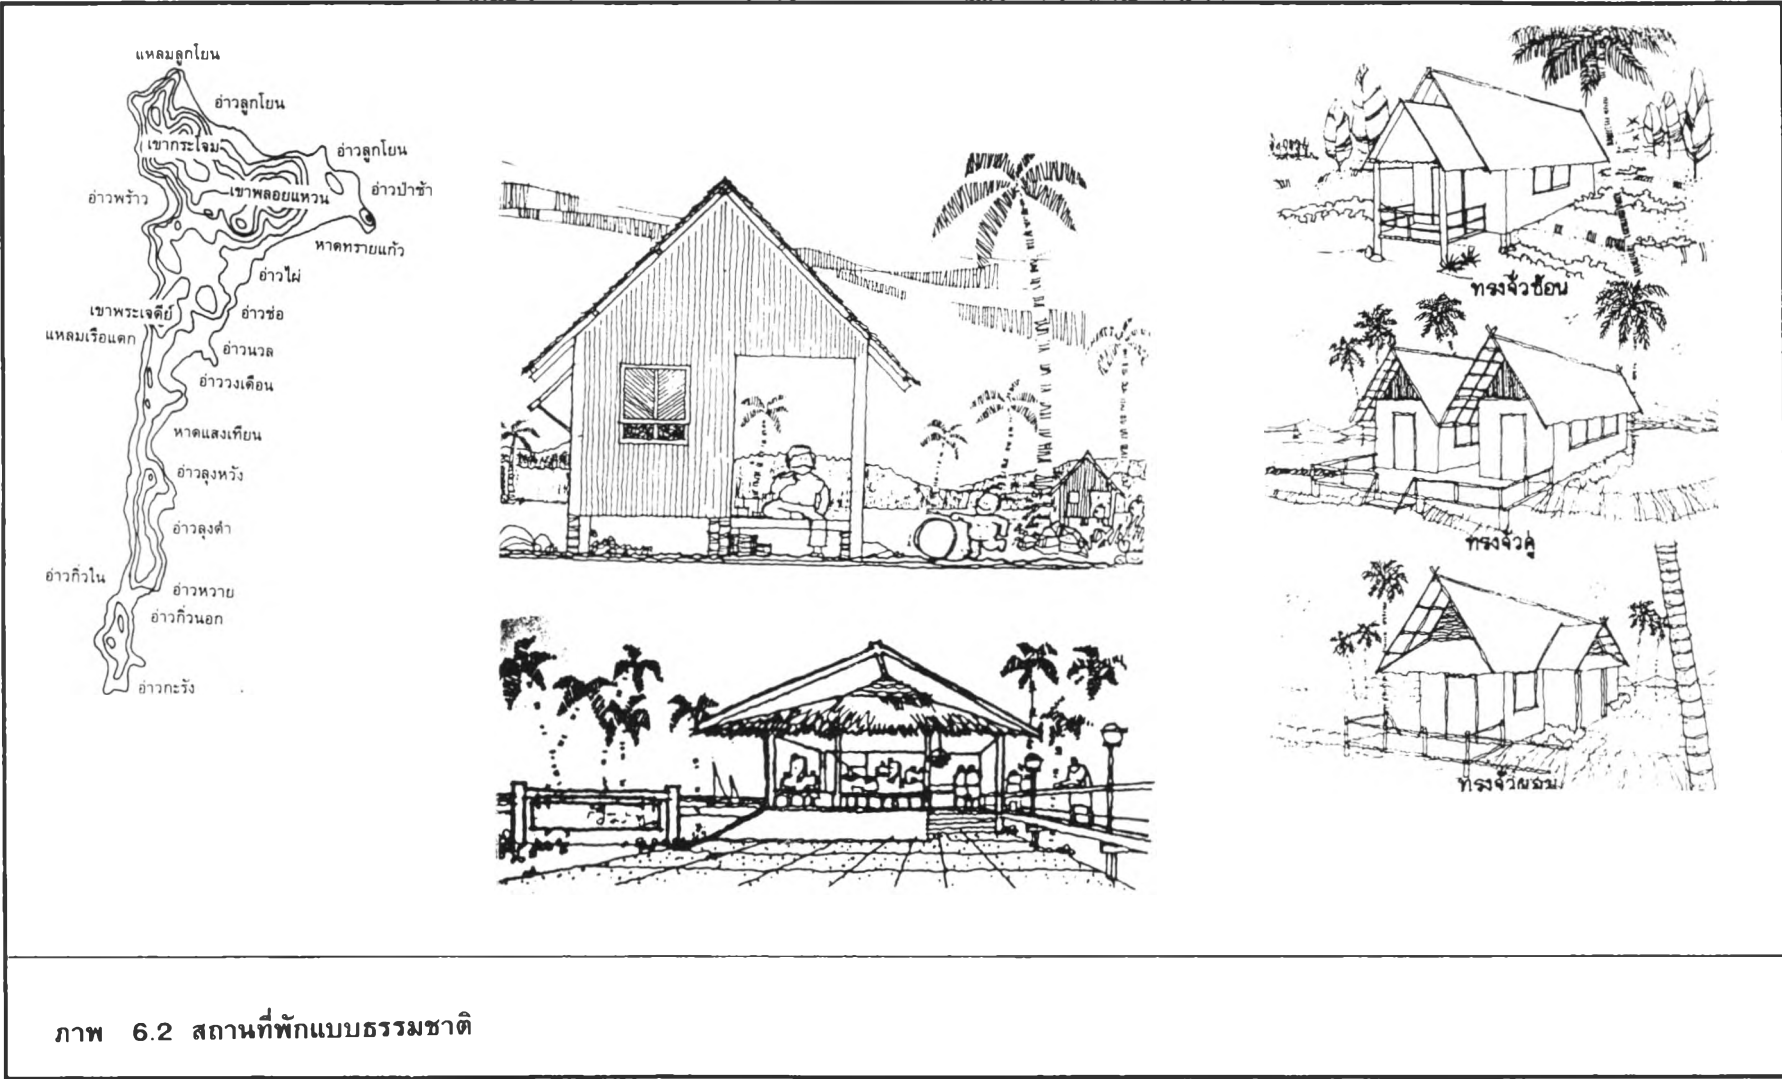 แหลมลูกโยน
อ่าวลูกโยน
เขากระโจม
อ่าวลูกโยน
อ่าวป่าช้า
เขาพลอยแหวน
อ่าวพร้าว
หาดทรายแก้ว
อ่าวไผ่
เขาพระเจดีย์
อ่าวช่อ
แหลมเรือแตก
อ่าวนวล
อ่าววงเดือน
หาดแสงเทียน
อ่าวลุงหวัง
อ่าวลุงดำ
อ่าวกิ่วใน
อ่าวหวาย
อ่าวกิ่วนอก
อ่าวกะรัง
ทรงจั่วซ้อน
ทรงจั่วคู่
ทรงจั่วผสม
ภาพ 6.2 สถานที่พักแบบธรรมชาติ